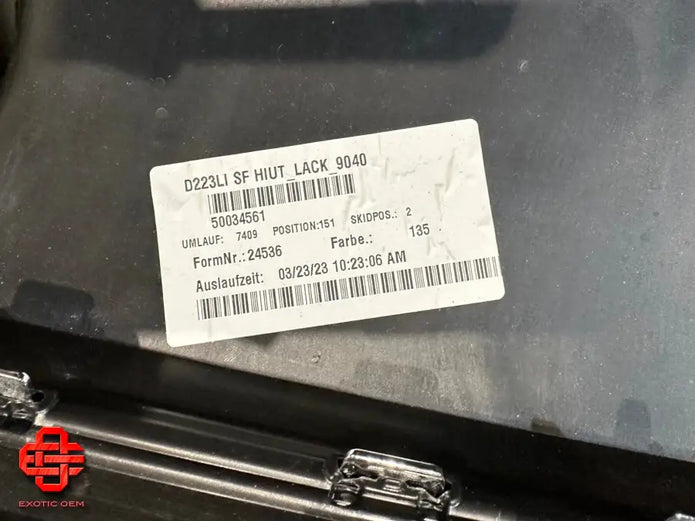 D223LI SF HIUT_LACK_9040
50034561
UMLAUF: 7409 POSITION:151 SKIDPOS.: 2
FormNr.: 24536 Farbe.: 135
Auslaufzeit: 03/23/23 10:23:06 AM
EXOTIC OEM